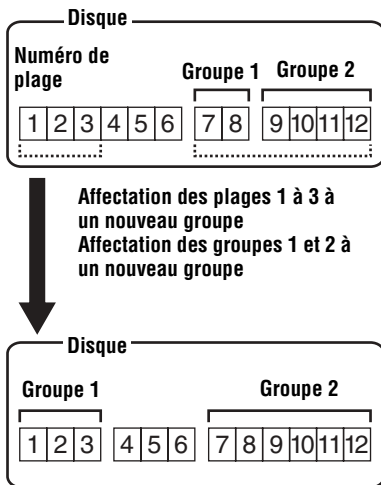 Disque
Numéro de
plage
Groupe 1 Groupe 2
1 2 3 4 5 6 7 8 9 10 11 12
Affectation des plages 1 à 3 à
un nouveau groupe
Affectation des groupes 1 et 2 à
un nouveau groupe
Disque
Groupe 1 Groupe 2
1 2 3 4 5 6 7 8 9 10 11 12